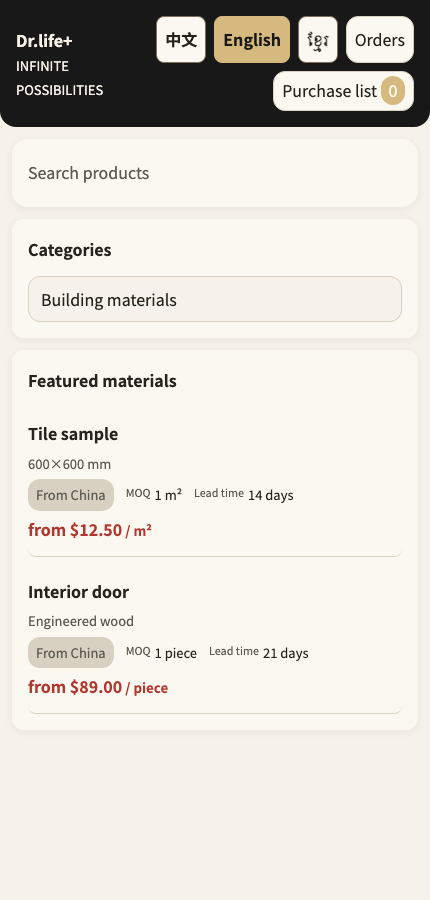 Dr.life+
INFINITE
POSSIBILITIES
中文
English
ខ្មែរ
Orders
Purchase list 0
Search products
Categories
Building materials
Featured materials
Tile sample
600×600 mm
From China MOQ 1 m² Lead time 14 days
from $12.50 / m²
Interior door
Engineered wood
From China MOQ 1 piece Lead time 21 days
from $89.00 / piece